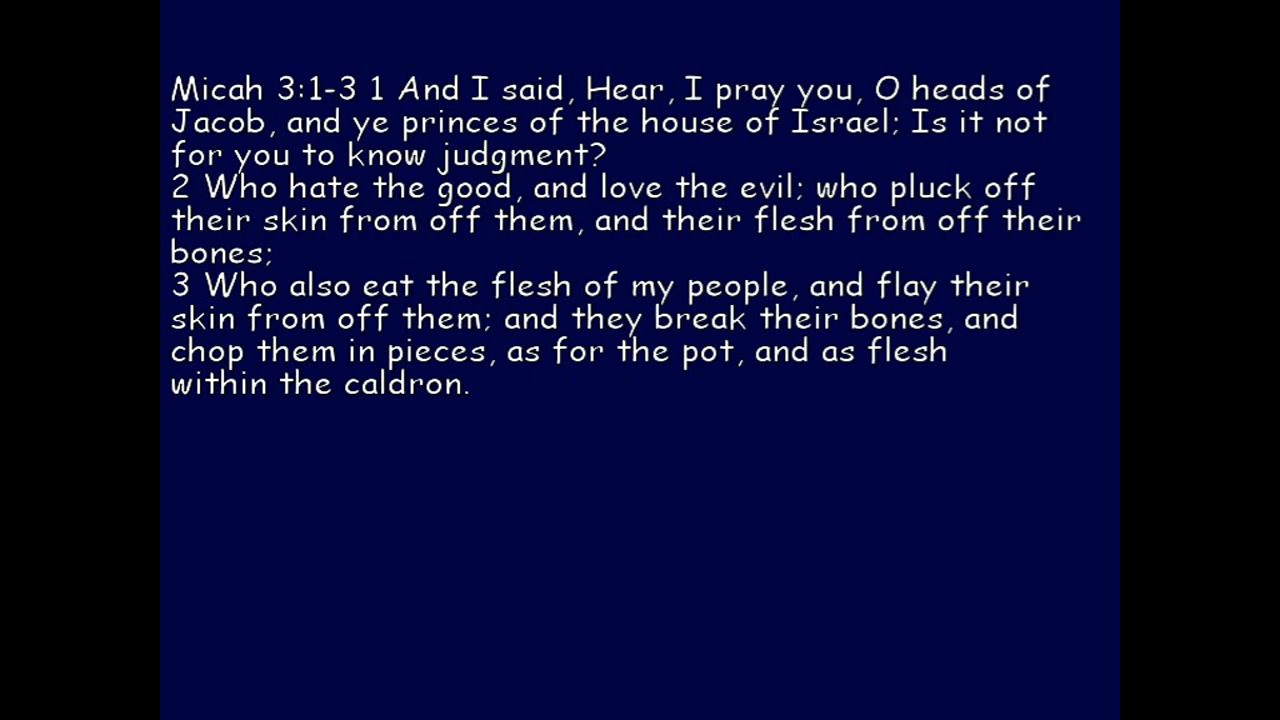 Micah 3:1-3 1 And I said, Hear, I pray you, O heads of
Jacob, and ye princes of the house of Israel; Is it not
for you to know judgment?
2 Who hate the good, and love the evil; who pluck off
their skin from off them, and their flesh from off their
bones;
3 Who also eat the flesh of my people, and flay their
skin from off them; and they break their bones, and
chop them in pieces, as for the pot, and as flesh
within the caldron.